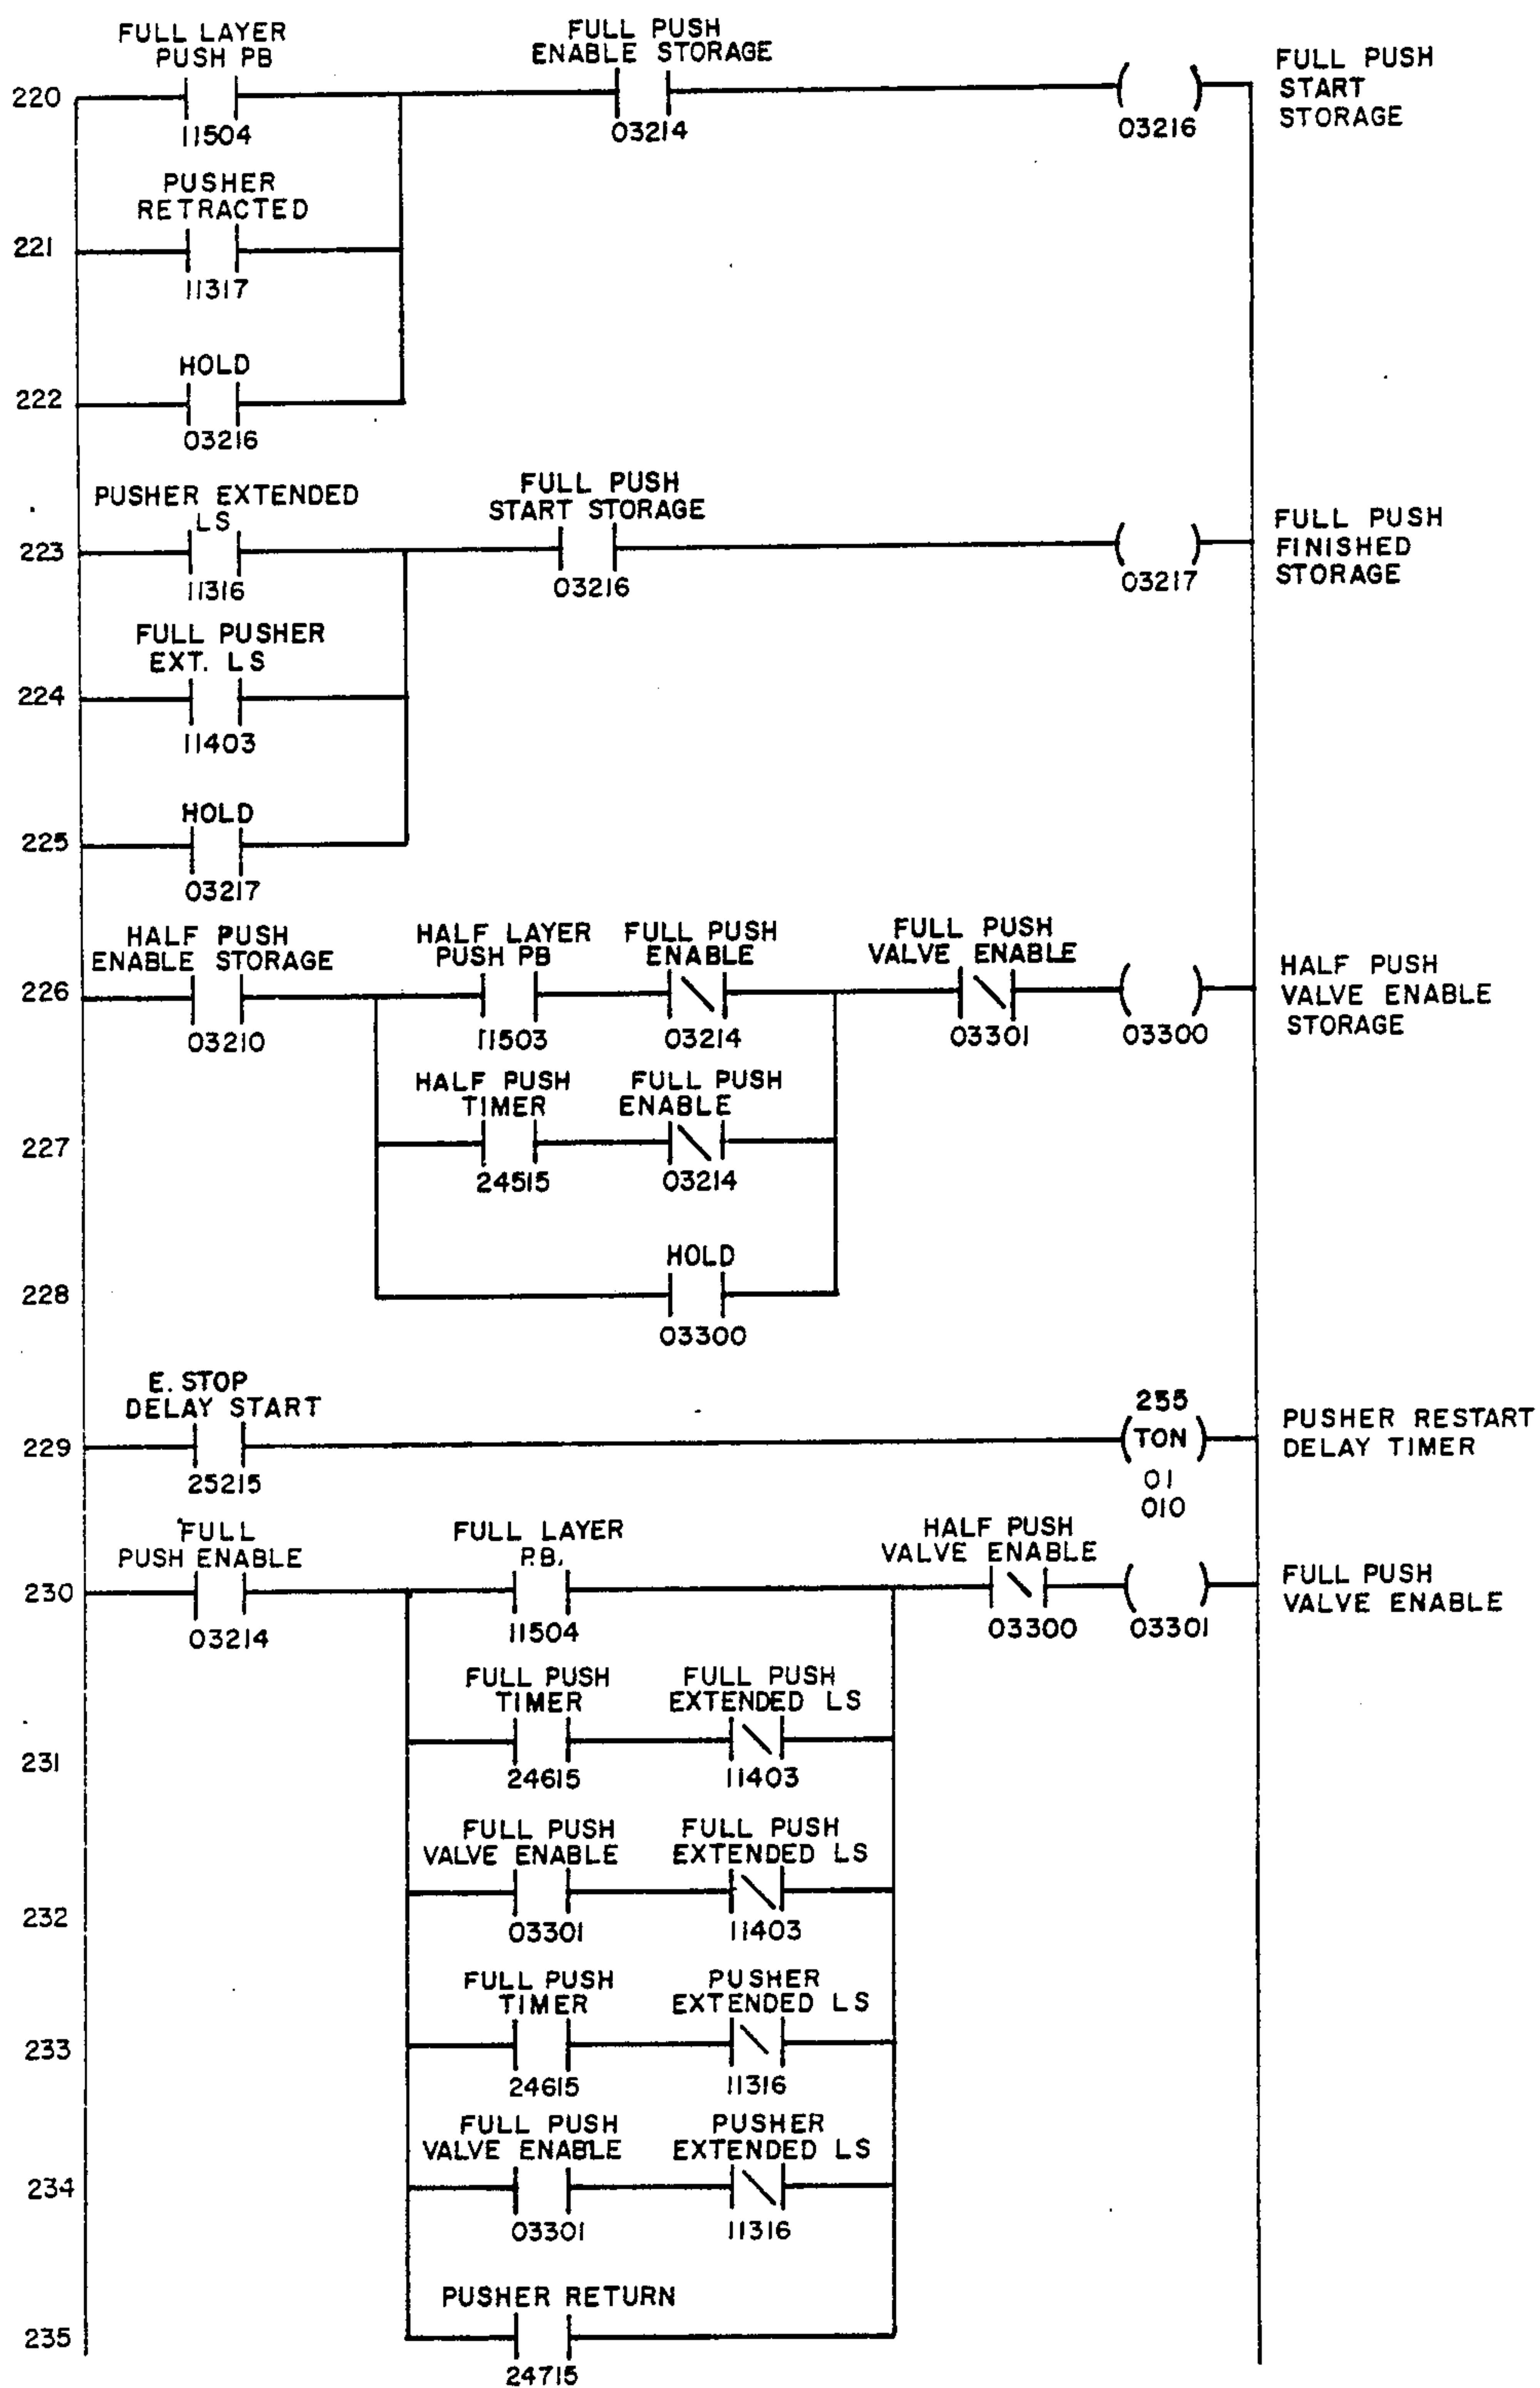 FULL LAYER
PUSH PB
FULL PUSH
ENABLE STORAGE
FULL PUSH
START
STORAGE
220
11504
03214
03216
PUSHER
RETRACTED
221
11317
HOLD
222
03216
PUSHER EXTENDED
LS
FULL PUSH
START STORAGE
FULL PUSH
FINISHED
STORAGE
223
11316
03216
03217
FULL PUSHER
EXT. LS
224
11403
HOLD
225
03217
HALF PUSH
ENABLE STORAGE
HALF LAYER
PUSH PB
FULL PUSH
ENABLE
FULL PUSH
VALVE ENABLE
HALF PUSH
VALVE ENABLE
STORAGE
226
03210
11503
03214
03301
03300
HALF PUSH
TIMER
FULL PUSH
ENABLE
227
24515
03214
HOLD
228
03300
E. STOP
DELAY START
255
TON
01
010
PUSHER RESTART
DELAY TIMER
229
25215
FULL
PUSH ENABLE
FULL LAYER
P.B.
HALF PUSH
VALVE ENABLE
FULL PUSH
VALVE ENABLE
230
03214
11504
03300
03301
FULL PUSH
TIMER
FULL PUSH
EXTENDED LS
231
24615
11403
FULL PUSH
VALVE ENABLE
FULL PUSH
EXTENDED LS
232
03301
11403
FULL PUSH
TIMER
PUSHER
EXTENDED LS
233
24615
11316
FULL PUSH
VALVE ENABLE
PUSHER
EXTENDED LS
234
03301
11316
PUSHER RETURN
235
24715